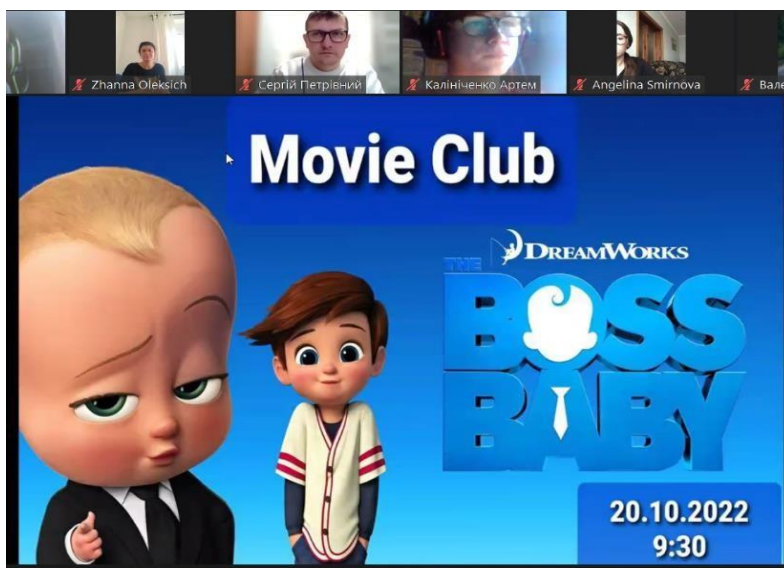 Zhanna Oleksich
Сергій Петрівний
Калініченко Артем
Angelina Smirnova
Movie Club
DREAMWORKS
THE
BOSS
BABY
20.10.2022
9:30